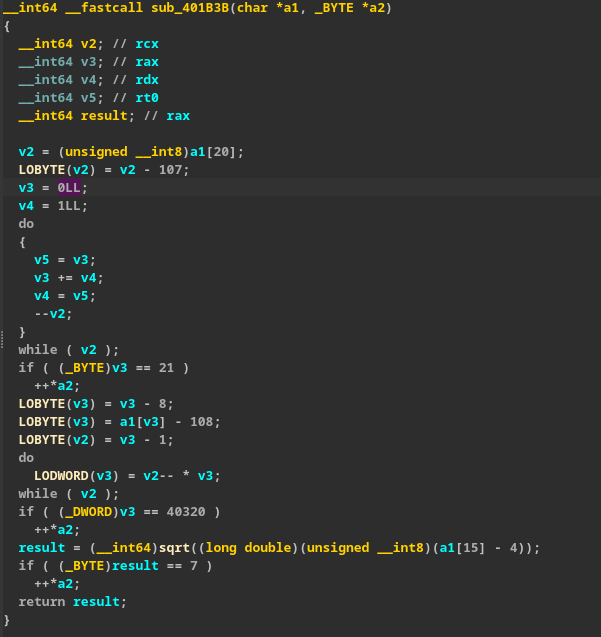 __int64 __fastcall sub_401B3B(char *a1, _BYTE *a2)
{
  __int64 v2; // rcx
  __int64 v3; // rax
  __int64 v4; // rdx
  __int64 v5; // rt0
  __int64 result; // rax

  v2 = (unsigned __int8)a1[20];
  LOBYTE(v2) = v2 - 107;
  v3 = 0LL;
  v4 = 1LL;
  do
  {
    v5 = v3;
    v3 += v4;
    v4 = v5;
    --v2;
  }
  while ( v2 );
  if ( (_BYTE)v3 == 21 )
    ++*a2;
  LOBYTE(v3) = v3 - 8;
  LOBYTE(v3) = a1[v3] - 108;
  LOBYTE(v2) = v3 - 1;
  do
    LODWORD(v3) = v2-- * v3;
  while ( v2 );
  if ( (_DWORD)v3 == 40320 )
    ++*a2;
  result = (__int64)sqrt((long double)(unsigned __int8)(a1[15] - 4));
  if ( (_BYTE)result == 7 )
    ++*a2;
  return result;
}